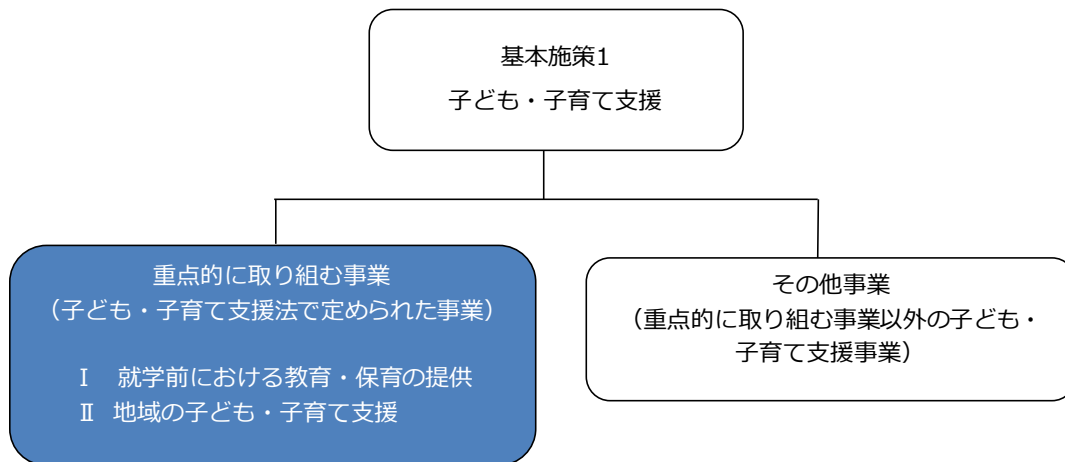 基本施策1
子ども・子育て支援
重点的に取り組む事業
（子ども・子育て支援法で定められた事業）
Ⅰ　就学前における教育・保育の提供
Ⅱ　地域の子ども・子育て支援
その他事業
（重点的に取り組む事業以外の子ども・
子育て支援事業）